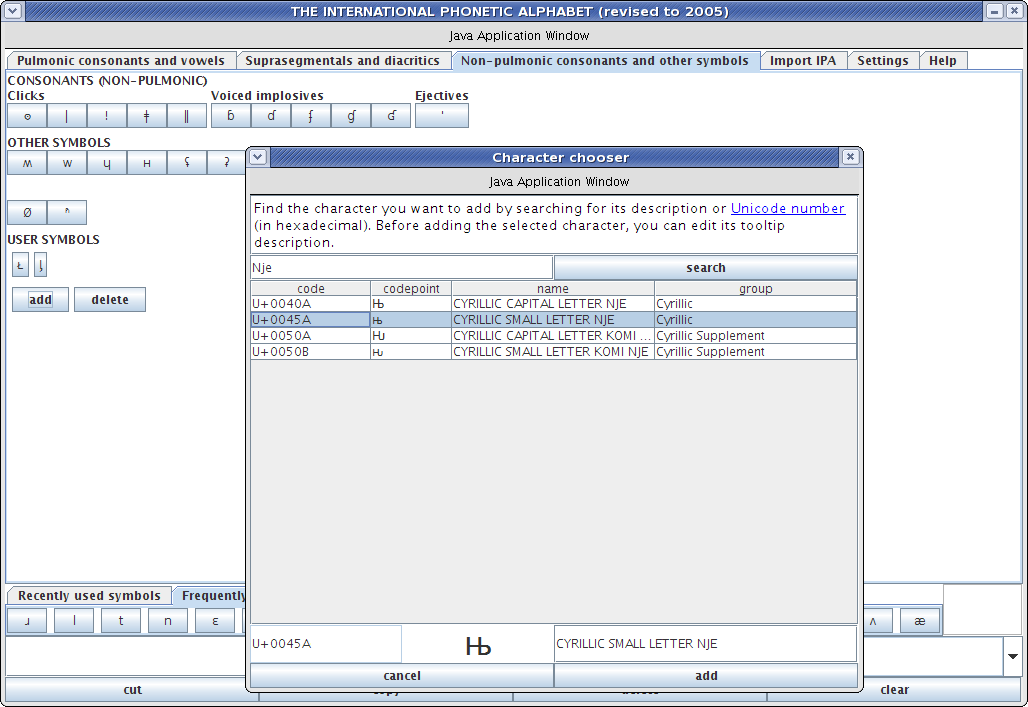 THE INTERNATIONAL PHONETIC ALPHABET (revised to 2005)
Java Application Window
Pulmonic consonants and vowels Suprasegmentals and diacritics Non-pulmonic consonants and other symbols Import IPA Settings Help
CONSONANTS (NON-PULMONIC)
Clicks Voiced implosives Ejectives
ʘ ǀ ! ǂ ǁ ɓ ɗ ʄ ɠ ʼ
OTHER SYMBOLS
ʍ w ɥ ʜ
Ø
USER SYMBOLS
add delete
Character chooser
Java Application Window
Find the character you want to add by searching for its description or Unicode number
(in hexadecimal). Before adding the selected character, you can edit its tooltip
description.
Nje search
code codepoint name group
U+0040A Њ CYRILLIC CAPITAL LETTER NJE Cyrillic
U+0045A њ CYRILLIC SMALL LETTER NJE Cyrillic
U+0050A Ԋ CYRILLIC CAPITAL LETTER KOMI ... Cyrillic Supplement
U+0050B ԋ CYRILLIC SMALL LETTER KOMI NJE Cyrillic Supplement
Recently used symbols Frequently
ɹ l t n ɛ ʌ æ
U+0045A њ CYRILLIC SMALL LETTER NJE
cancel add
cut clear